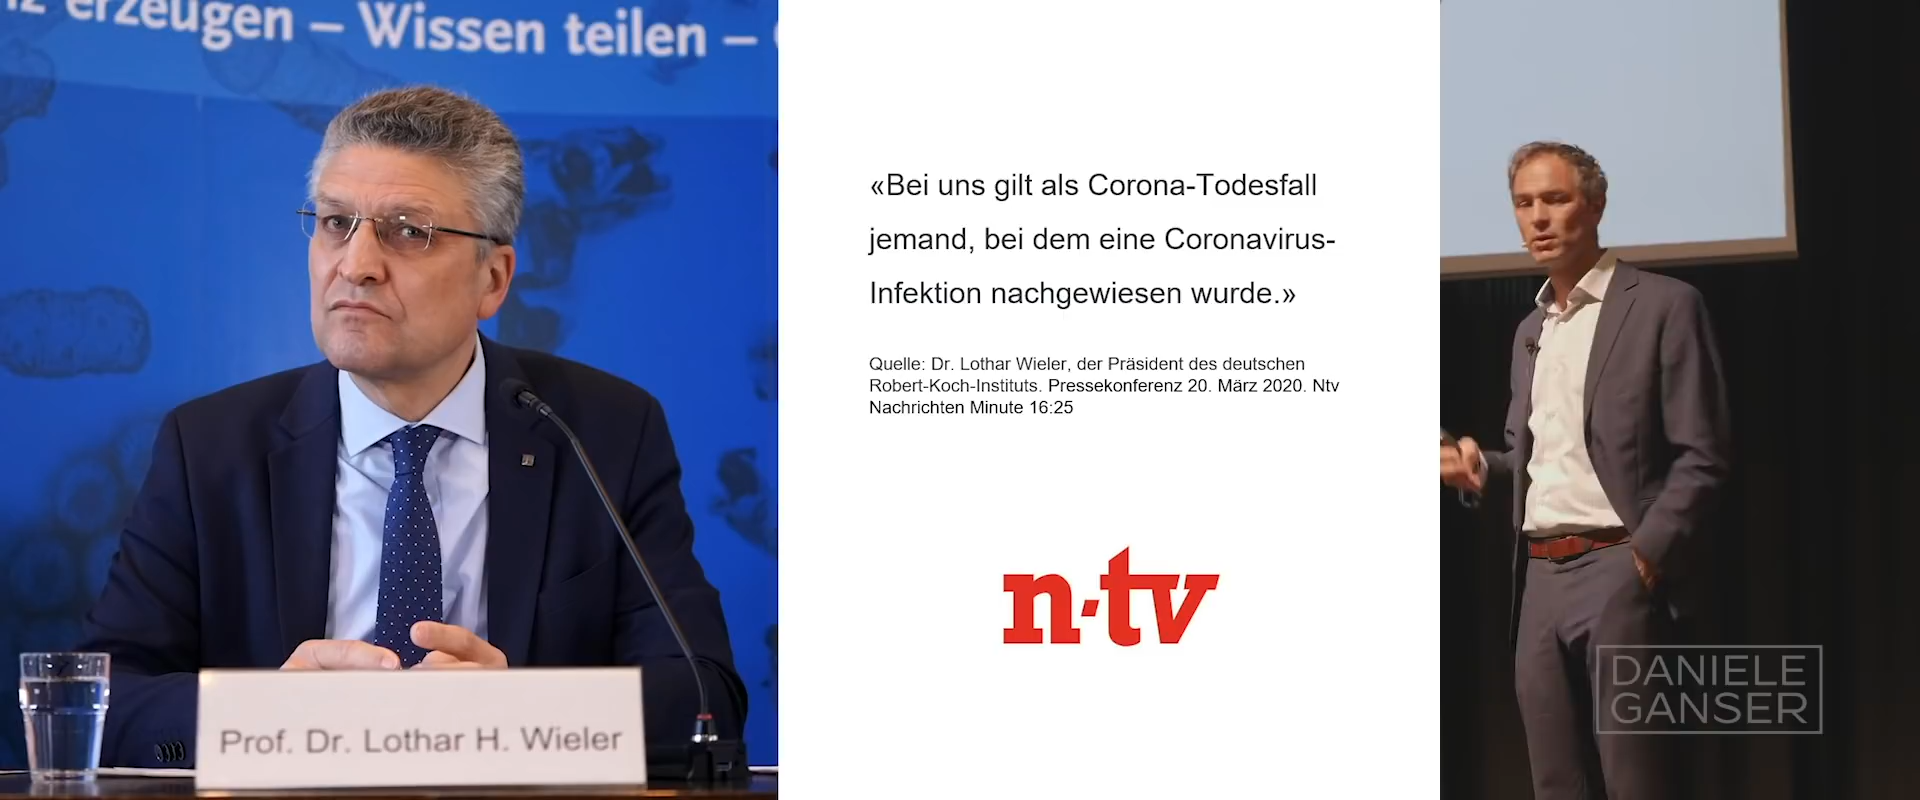 erzeugen – Wissen teilen –
«Bei uns gilt als Corona-Todesfall
jemand, bei dem eine Coronavirus-
Infektion nachgewiesen wurde.»
Quelle: Dr. Lothar Wieler, der Präsident des deutschen
Robert-Koch-Instituts. Pressekonferenz 20. März 2020. Ntv
Nachrichten Minute 16:25
n-tv
Prof. Dr. Lothar H. Wieler
DANIELE
GANSER